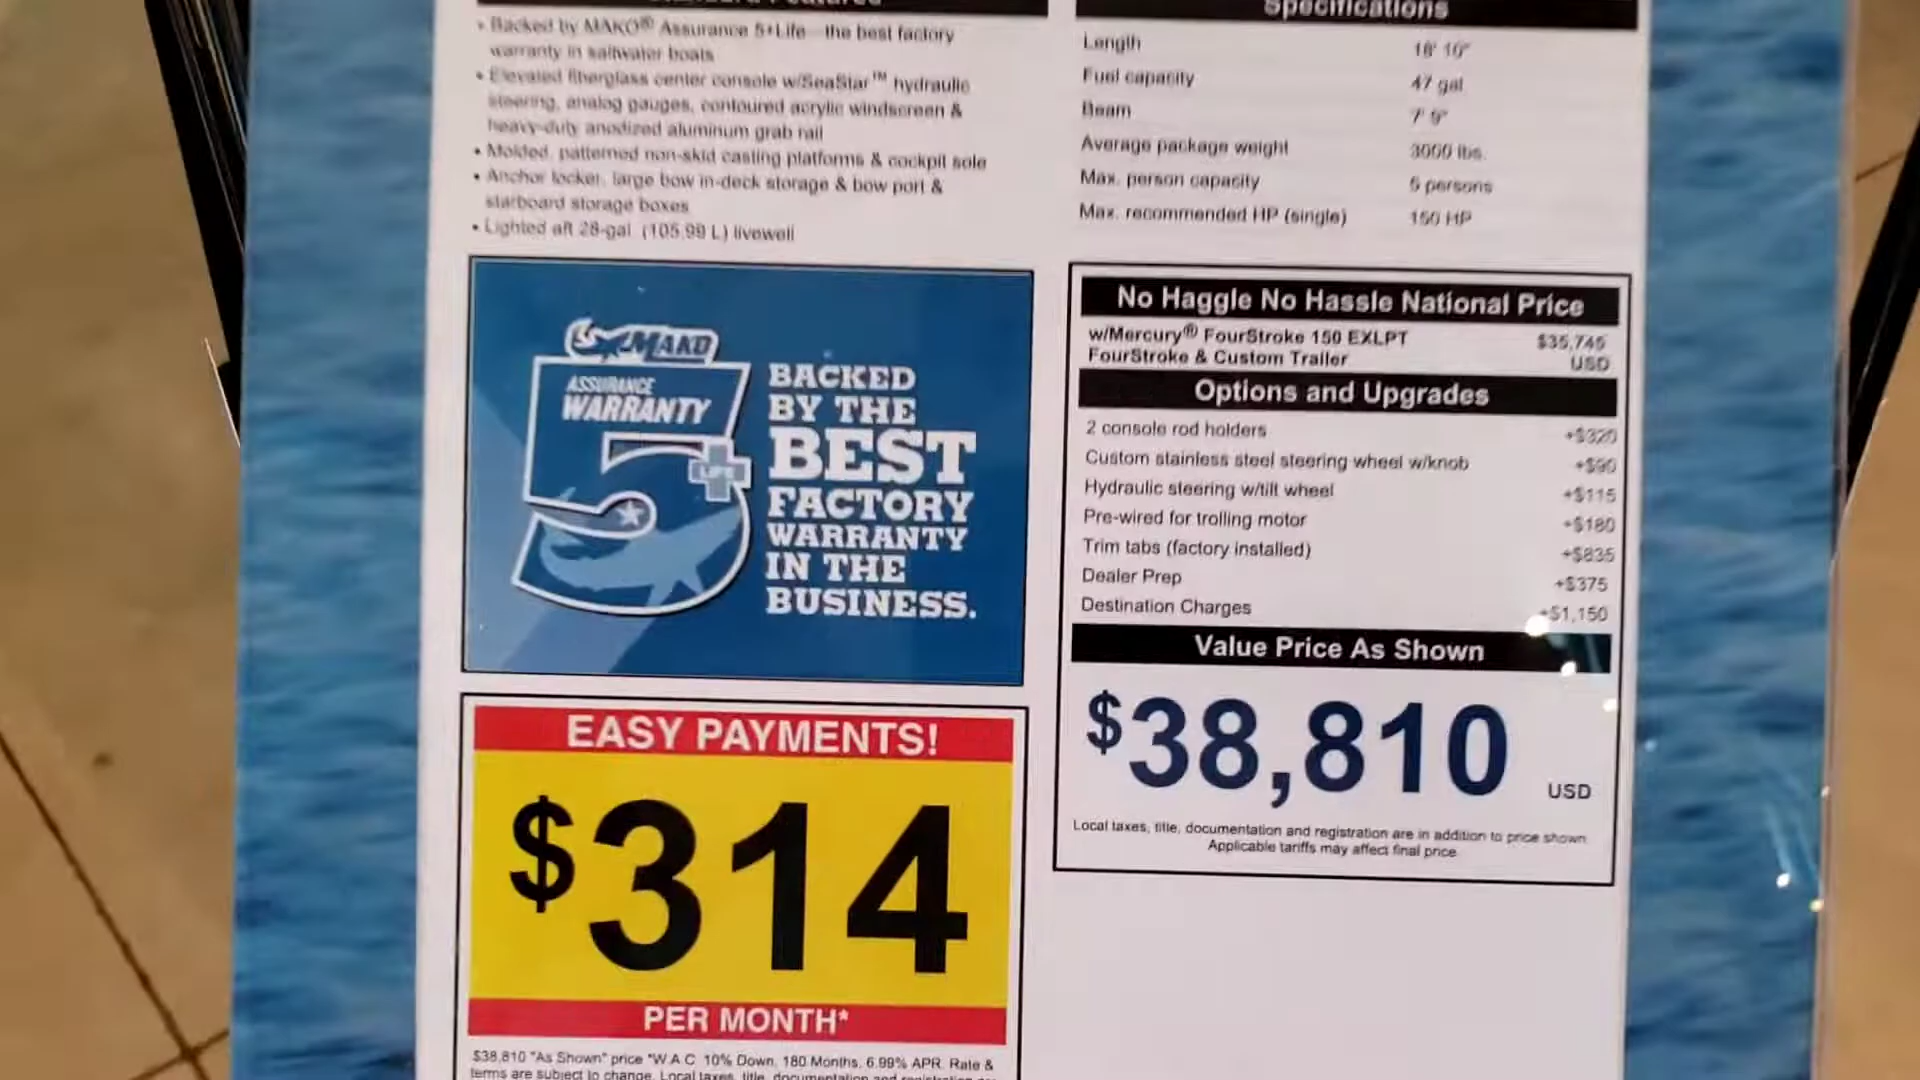 Specifications
• Backed by MAKO® Assurance 5+Life—the best factory
warranty in saltwater boats
• Elevated fiberglass center console w/SeaStar™ hydraulic
steering, analog gauges, contoured acrylic windscreen &
heavy-duty anodized aluminum grab rail
• Molded, patterned non-skid casting platforms & cockpit sole
• Anchor locker, large bow in-deck storage & bow port &
starboard storage boxes
• Lighted aft 28-gal. (105.99 L) livewell
Length
Fuel capacity 47 gal.
Beam 7' 9"
Average package weight 3000 lbs.
Max. person capacity persons
Max. recommended HP (single) 150 HP
MAKO
ASSURANCE
WARRANTY
5+
LIFE
BACKED
BY THE
BEST
FACTORY
WARRANTY
IN THE
BUSINESS.
No Haggle No Hassle National Price
w/Mercury® FourStroke 150 EXLPT $35,745
FourStroke & Custom Trailer USD
Options and Upgrades
2 console rod holders +$320
Custom stainless steel steering wheel w/knob +$90
Hydraulic steering w/tilt wheel +$115
Pre-wired for trolling motor +$180
Trim tabs (factory installed) +$835
Dealer Prep +$375
Destination Charges +$1,150
Value Price As Shown
$38,810 USD
Local taxes, title, documentation and registration are in addition to price shown.
Applicable tariffs may affect final price.
EASY PAYMENTS!
$314
PER MONTH*
$38,810 "As Shown" price *W.A.C. 10% Down, 180 Months, 6.99% APR. Rate &
terms are subject to change. Local taxes, title, documentation and registration